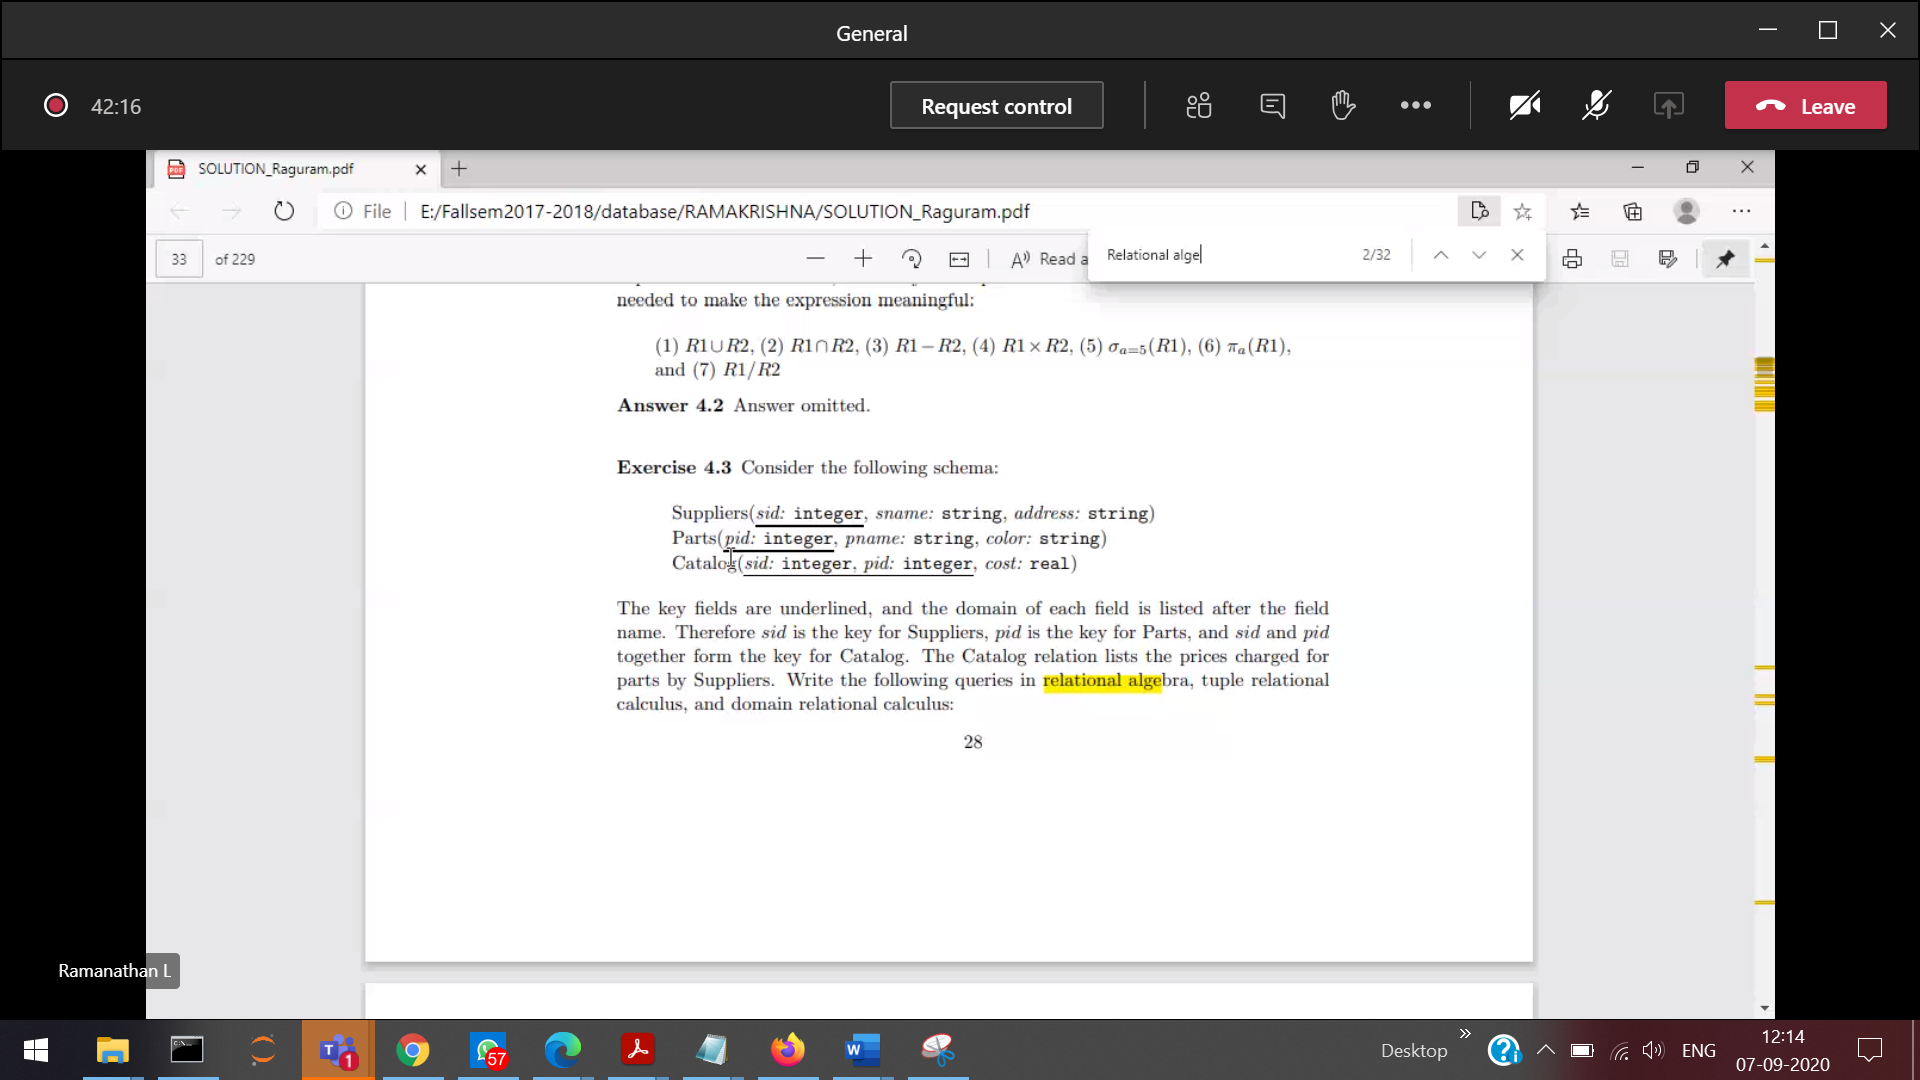 General
42:16
Request control
Leave
SOLUTION_Raguram.pdf
File
E:/Fallsem2017-2018/database/RAMAKRISHNA/SOLUTION_Raguram.pdf
33 of 229
Read a
Relational alge
2/32
needed to make the expression meaningful:
(1) R1∪R2, (2) R1∩R2, (3) R1−R2, (4) R1×R2, (5) σa=5(R1), (6) πa(R1),
and (7) R1/R2
Answer 4.2 Answer omitted.
Exercise 4.3 Consider the following schema:
Suppliers(sid: integer, sname: string, address: string)
Parts(pid: integer, pname: string, color: string)
Catalog(sid: integer, pid: integer, cost: real)
The key fields are underlined, and the domain of each field is listed after the field
name. Therefore sid is the key for Suppliers, pid is the key for Parts, and sid and pid
together form the key for Catalog. The Catalog relation lists the prices charged for
parts by Suppliers. Write the following queries in relational algebra, tuple relational
calculus, and domain relational calculus:
28
Ramanathan L
57
1
Desktop
ENG
12:14
07-09-2020